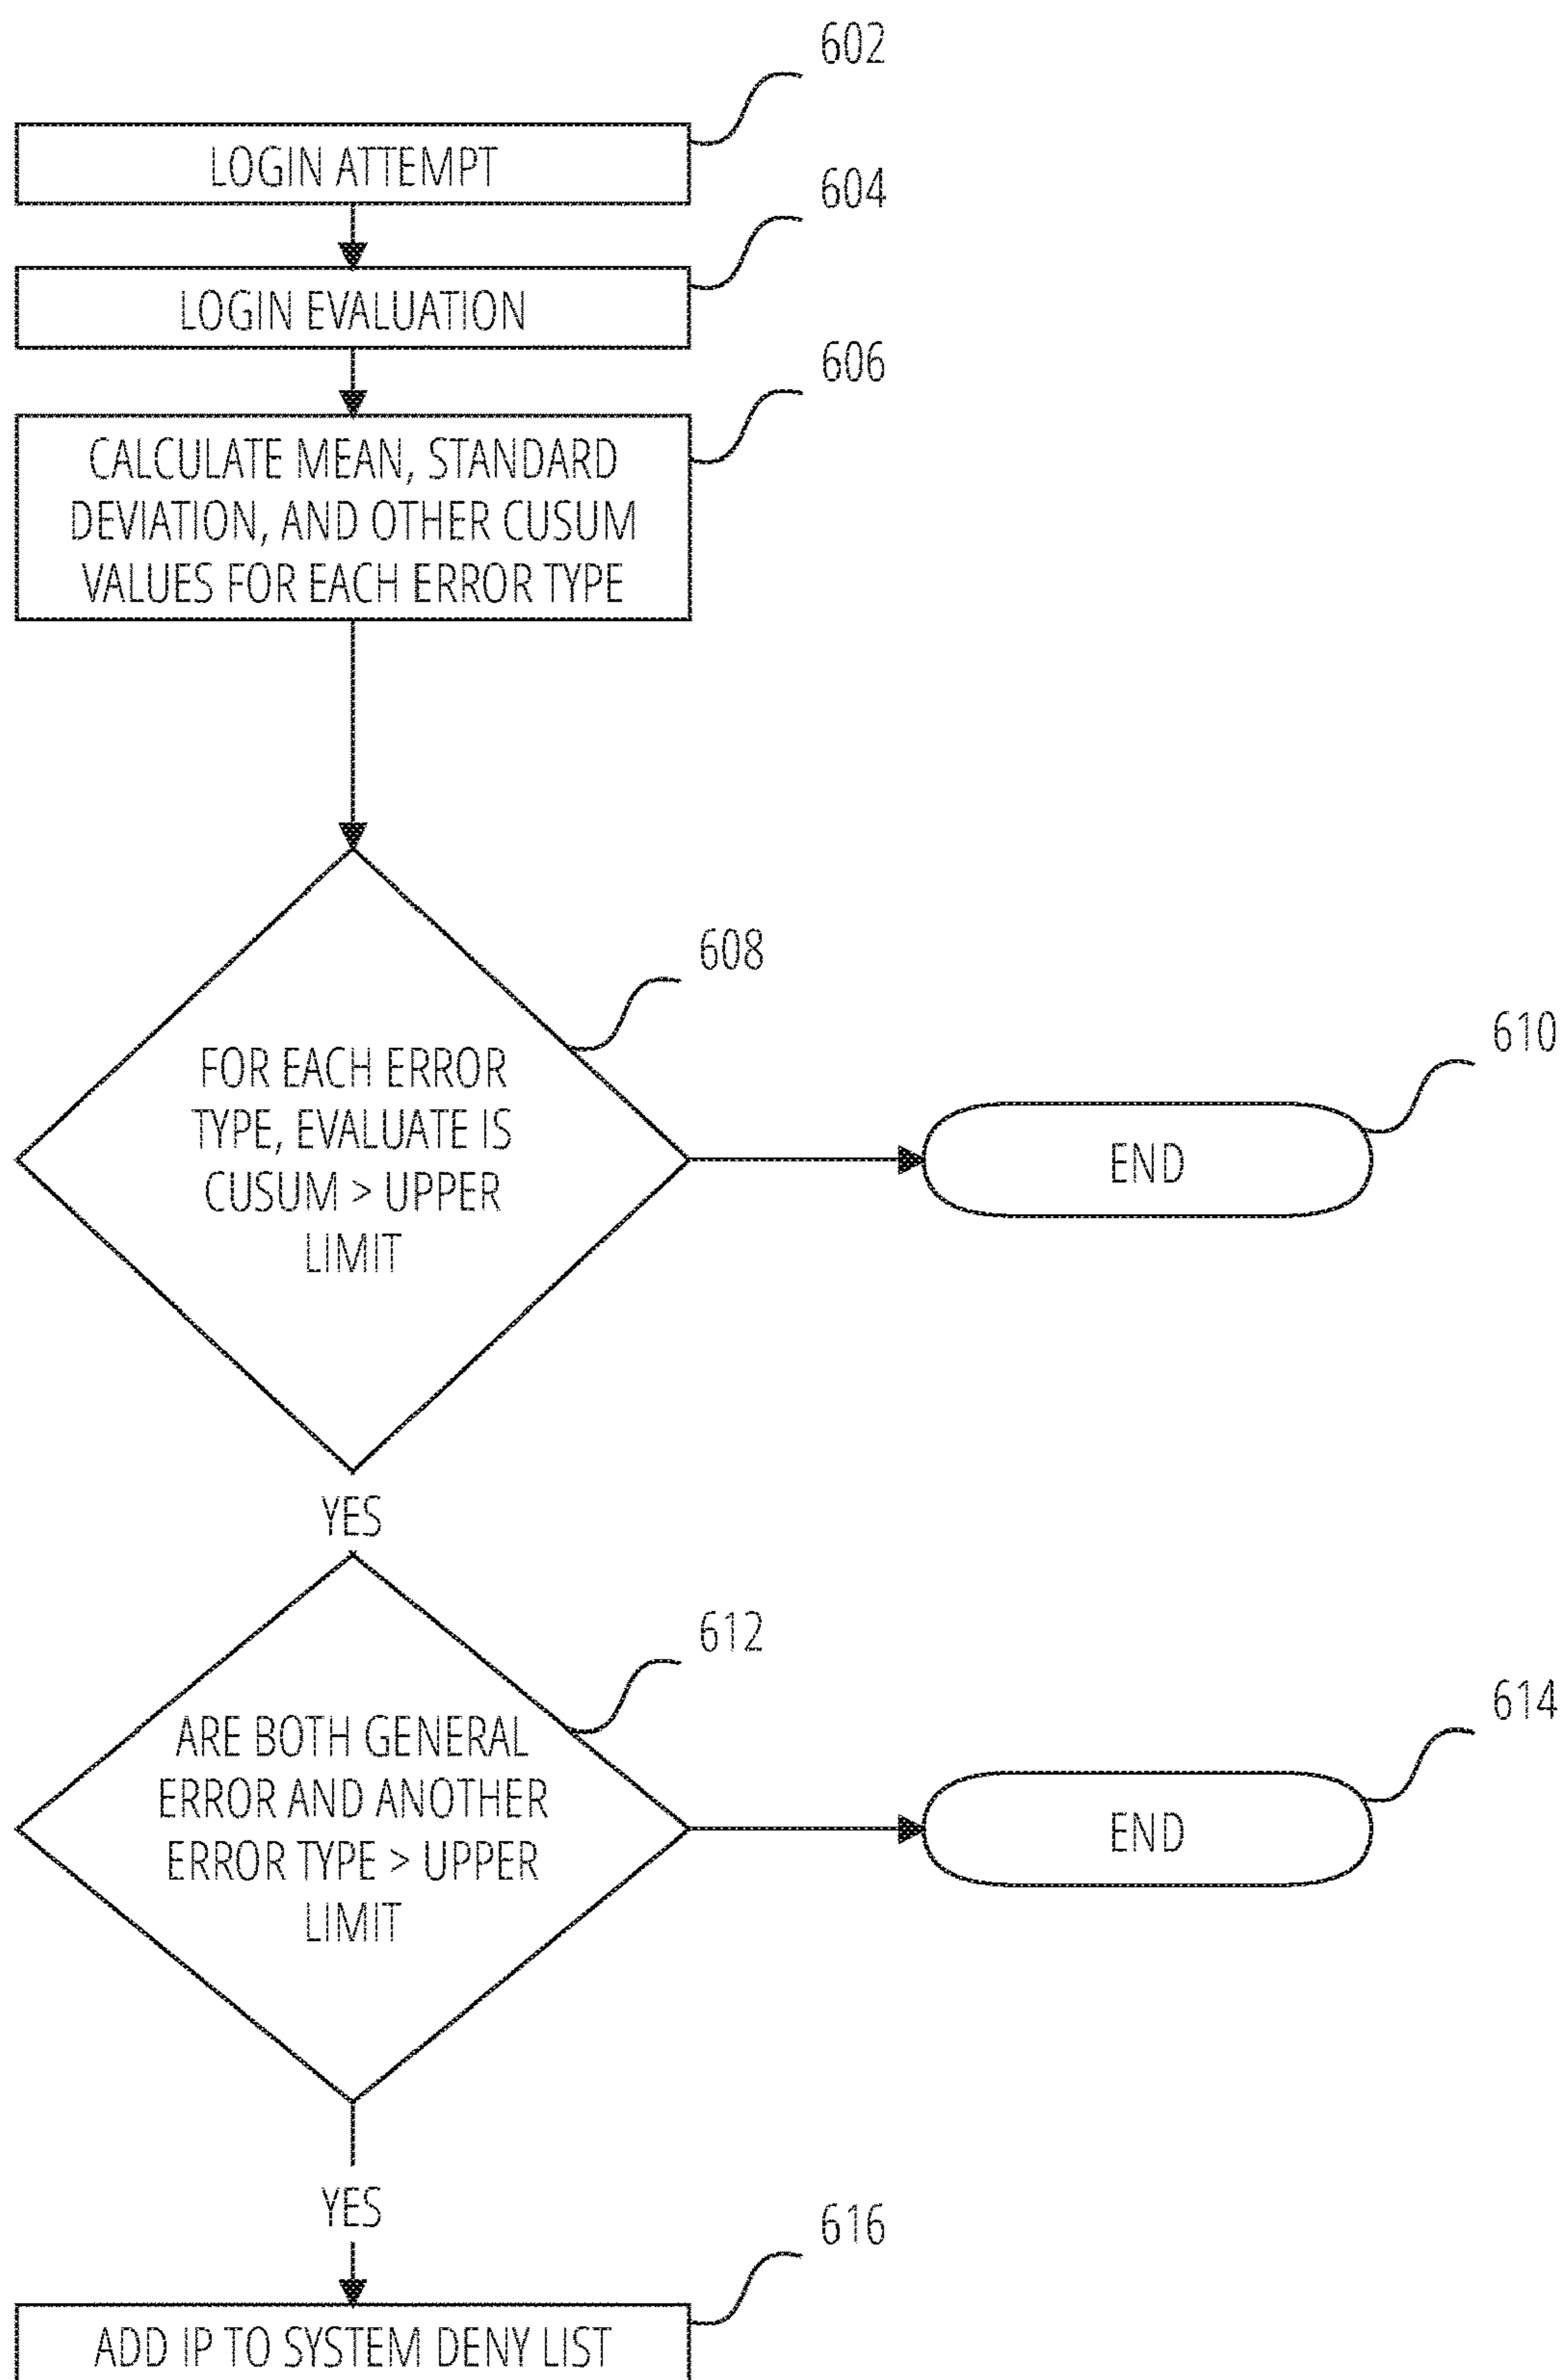 602
LOGIN ATTEMPT
604
LOGIN EVALUATION
606
CALCULATE MEAN, STANDARD
DEVIATION, AND OTHER CUSUM
VALUES FOR EACH ERROR TYPE
608
FOR EACH ERROR
TYPE, EVALUATE IS
CUSUM > UPPER
LIMIT
610
END
YES
612
ARE BOTH GENERAL
ERROR AND ANOTHER
ERROR TYPE > UPPER
LIMIT
614
END
YES
616
ADD IP TO SYSTEM DENY LIST